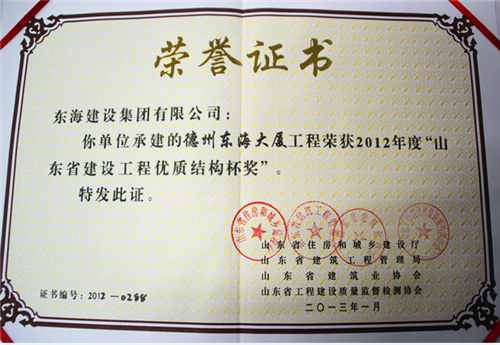 荣誉证书
东海建设集团有限公司：
你单位承建的德州东海大厦工程荣获2012年度“山
东省建设工程优质结构杯奖”。
特发此证。
山东省住房和城乡建设厅
山东省建筑工程管理局
山东省建筑业协会
山东省工程建设质量监督检测协会
证书编号：2012—0288
二〇一三年一月